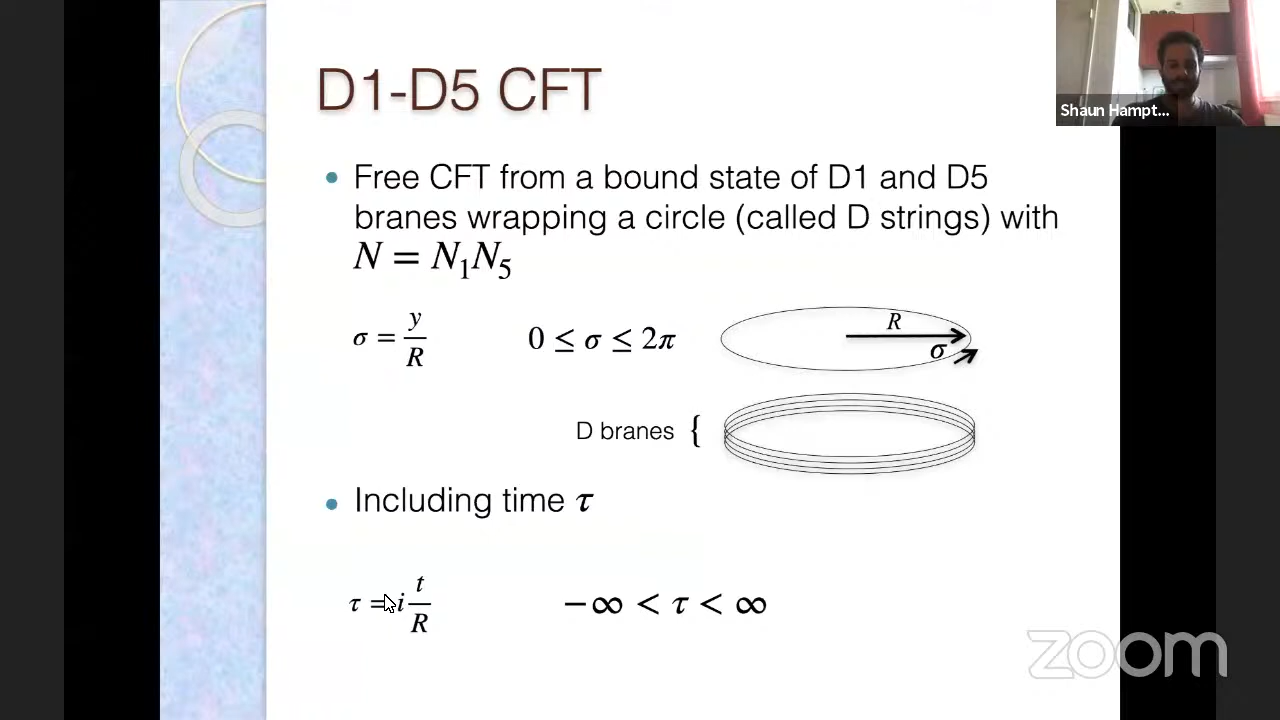 D1-D5 CFT
Shaun Hampt...
• Free CFT from a bound state of D1 and D5
branes wrapping a circle (called D strings) with
N = N₁N₅
σ = y/R
0 ≤ σ ≤ 2π
R
σ
D branes {
• Including time τ
τ = i t/R
−∞ < τ < ∞
zoom